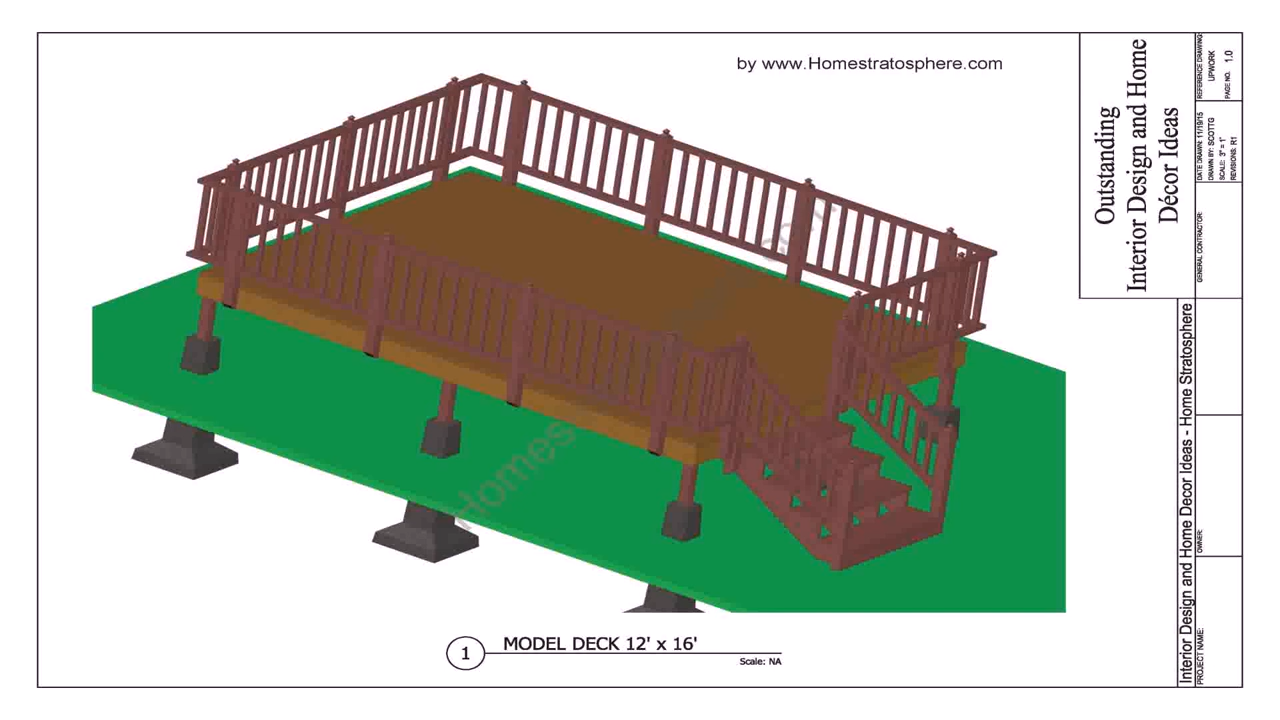 by www.Homestratosphere.com
Outstanding
Interior Design and Home
Décor Ideas
REFERENCE DRAWING:
UPWORK
PAGE NO. 1.0
DATE DRAWN: 11/19/15
DRAWN BY: SCOTTG
SCALE: 3" = 1'
REVISIONS: R1
GENERAL CONTRACTOR:
Interior Design and Home Decor Ideas - Home Stratosphere
OWNER:
PROJECT NAME:
1
MODEL DECK 12' x 16'
Scale: NA